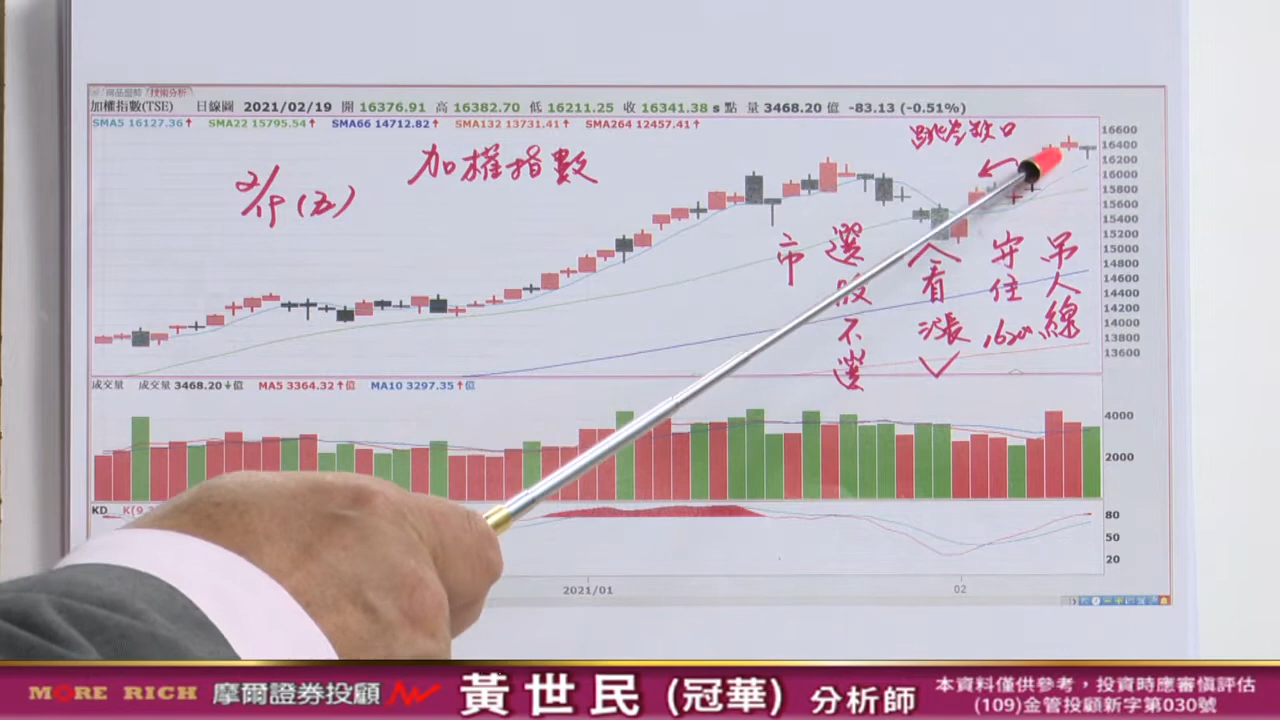 商品盤勢 技術分析
加權指數(TSE) 日線圖 2021/02/19 開 16376.91 高 16382.70 低 16211.25 收 16341.38 s 點 量 3468.20 億 -83.13 (-0.51%)
SMA5 16127.36↑ SMA22 15795.54↑ SMA66 14712.82↑ SMA132 13731.41↑ SMA264 12457.41↑
跳空缺口
加權指數
2/19 (五)
選股不選市
看漲
守住
吊人線
16600
16400
16200
16000
15800
15600
15400
15200
15000
14800
14600
14400
14200
14000
13800
13600
成交量 成交量 3468.20↓億 MA5 3364.32↑億 MA10 3297.35↑億
4000
2000
KD K(9
80
50
20
2021/01 02
MORE RICH 摩爾證券投顧 黃世民 (冠華) 分析師
本資料僅供參考，投資時應審慎評估
(109)金管投顧新字第030號